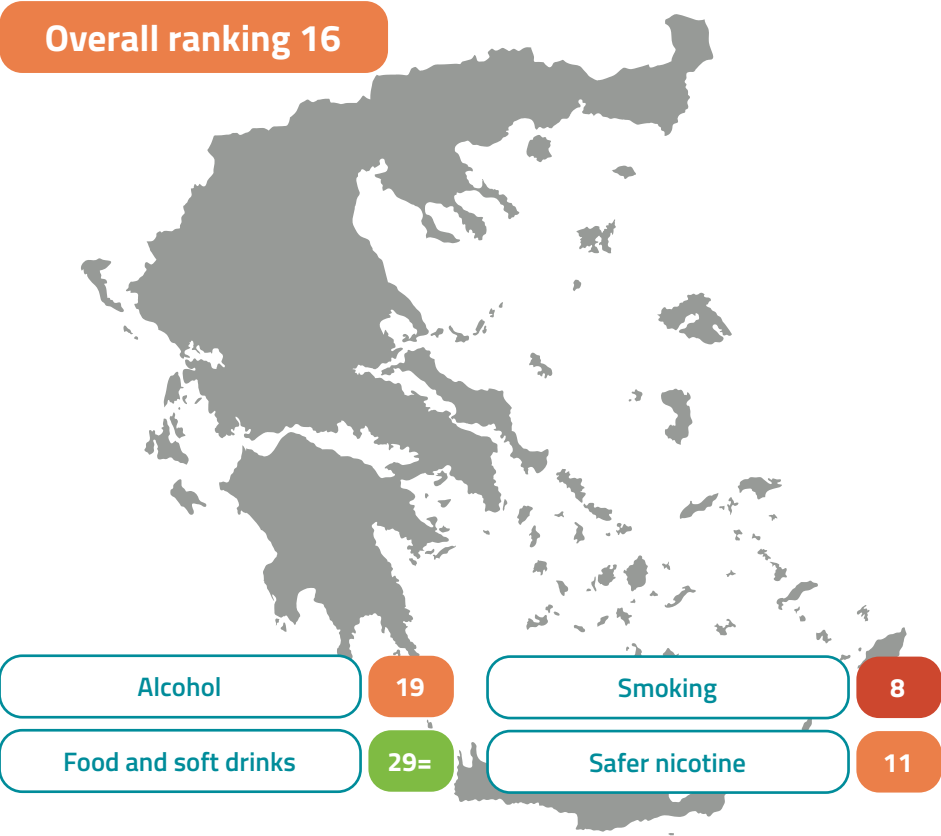 Overall ranking 16
Alcohol 19
Smoking 8
Food and soft drinks 29=
Safer nicotine 11